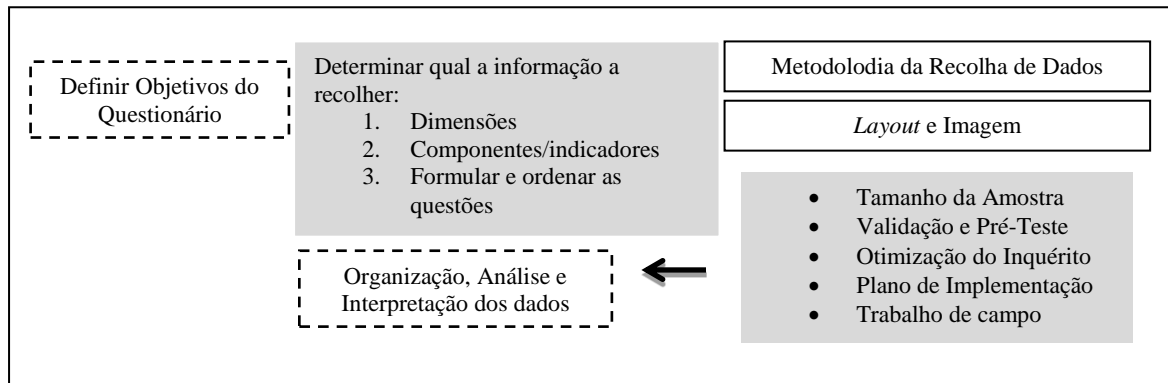 Definir Objetivos do
Questionário
Determinar qual a informação a
recolher:
1. Dimensões
2. Componentes/indicadores
3. Formular e ordenar as
questões
Metodolodia da Recolha de Dados
Layout e Imagem
• Tamanho da Amostra
• Validação e Pré-Teste
• Otimização do Inquérito
• Plano de Implementação
• Trabalho de campo
Organização, Análise e
Interpretação dos dados